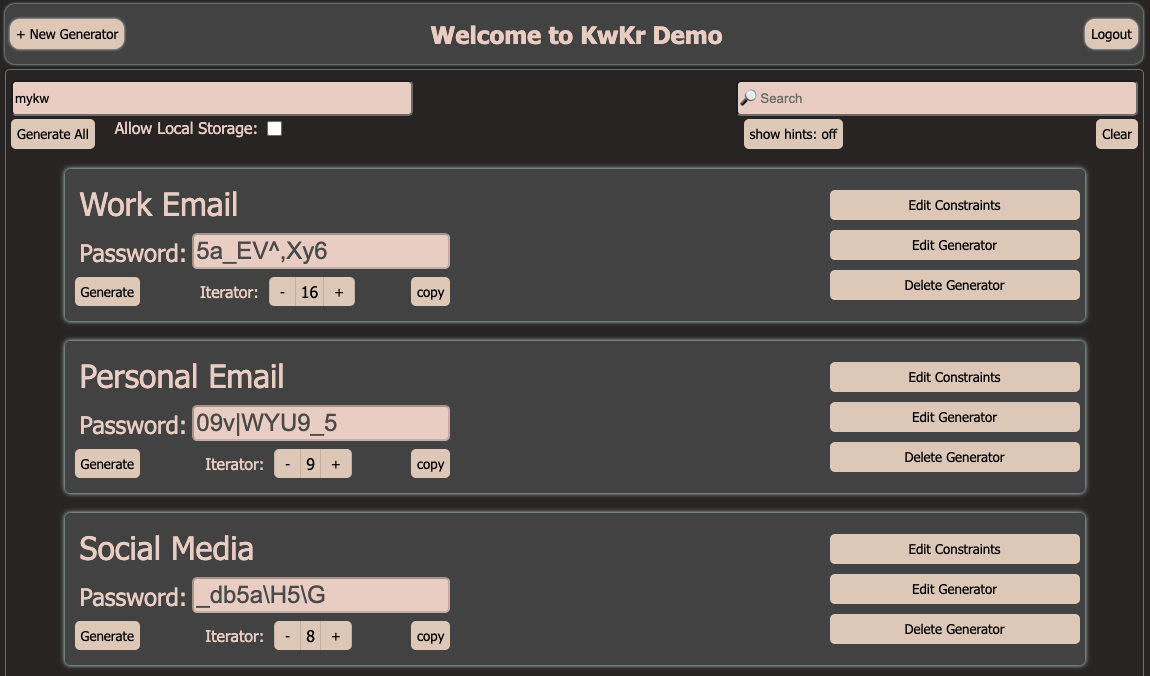 + New Generator
Welcome to KwKr Demo
Logout
mykw
Search
Generate All
Allow Local Storage:
show hints: off
Clear
Work Email
Password: 5a_EV^,Xy6
Generate
Iterator: - 16 +
copy
Edit Constraints
Edit Generator
Delete Generator
Personal Email
Password: 09v|WYU9_5
Generate
Iterator: - 9 +
copy
Edit Constraints
Edit Generator
Delete Generator
Social Media
Password: _db5a\H5\G
Generate
Iterator: - 8 +
copy
Edit Constraints
Edit Generator
Delete Generator